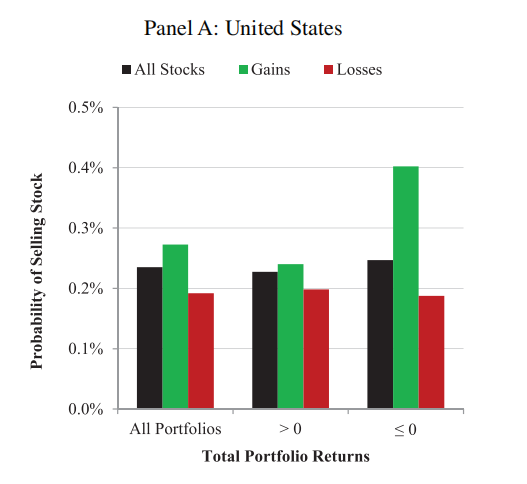 Panel A: United States
All Stocks Gains Losses
0.5%
0.4%
0.3%
0.2%
0.1%
0.0%
Probability of Selling Stock
All Portfolios > 0 ≤ 0
Total Portfolio Returns